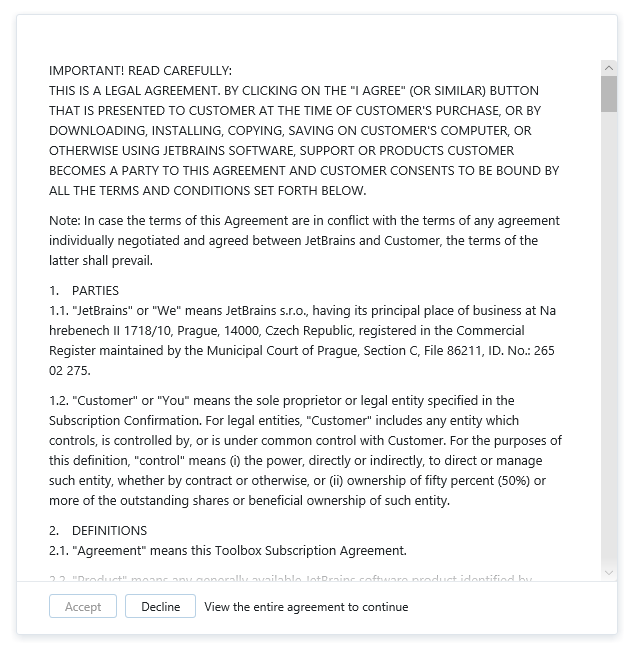 IMPORTANT! READ CAREFULLY:
THIS IS A LEGAL AGREEMENT. BY CLICKING ON THE "I AGREE" (OR SIMILAR) BUTTON
THAT IS PRESENTED TO CUSTOMER AT THE TIME OF CUSTOMER'S PURCHASE, OR BY
DOWNLOADING, INSTALLING, COPYING, SAVING ON CUSTOMER'S COMPUTER, OR
OTHERWISE USING JETBRAINS SOFTWARE, SUPPORT OR PRODUCTS CUSTOMER
BECOMES A PARTY TO THIS AGREEMENT AND CUSTOMER CONSENTS TO BE BOUND BY
ALL THE TERMS AND CONDITIONS SET FORTH BELOW.
Note: In case the terms of this Agreement are in conflict with the terms of any agreement
individually negotiated and agreed between JetBrains and Customer, the terms of the
latter shall prevail.
1. PARTIES
1.1. "JetBrains" or "We" means JetBrains s.r.o., having its principal place of business at Na
hrebenech II 1718/10, Prague, 14000, Czech Republic, registered in the Commercial
Register maintained by the Municipal Court of Prague, Section C, File 86211, ID. No.: 265
02 275.
1.2. "Customer" or "You" means the sole proprietor or legal entity specified in the
Subscription Confirmation. For legal entities, "Customer" includes any entity which
controls, is controlled by, or is under common control with Customer. For the purposes of
this definition, "control" means (i) the power, directly or indirectly, to direct or manage
such entity, whether by contract or otherwise, or (ii) ownership of fifty percent (50%) or
more of the outstanding shares or beneficial ownership of such entity.
2. DEFINITIONS
2.1. "Agreement" means this Toolbox Subscription Agreement.
2.2. "Product" means any generally available JetBrains software product identified by
Accept Decline View the entire agreement to continue